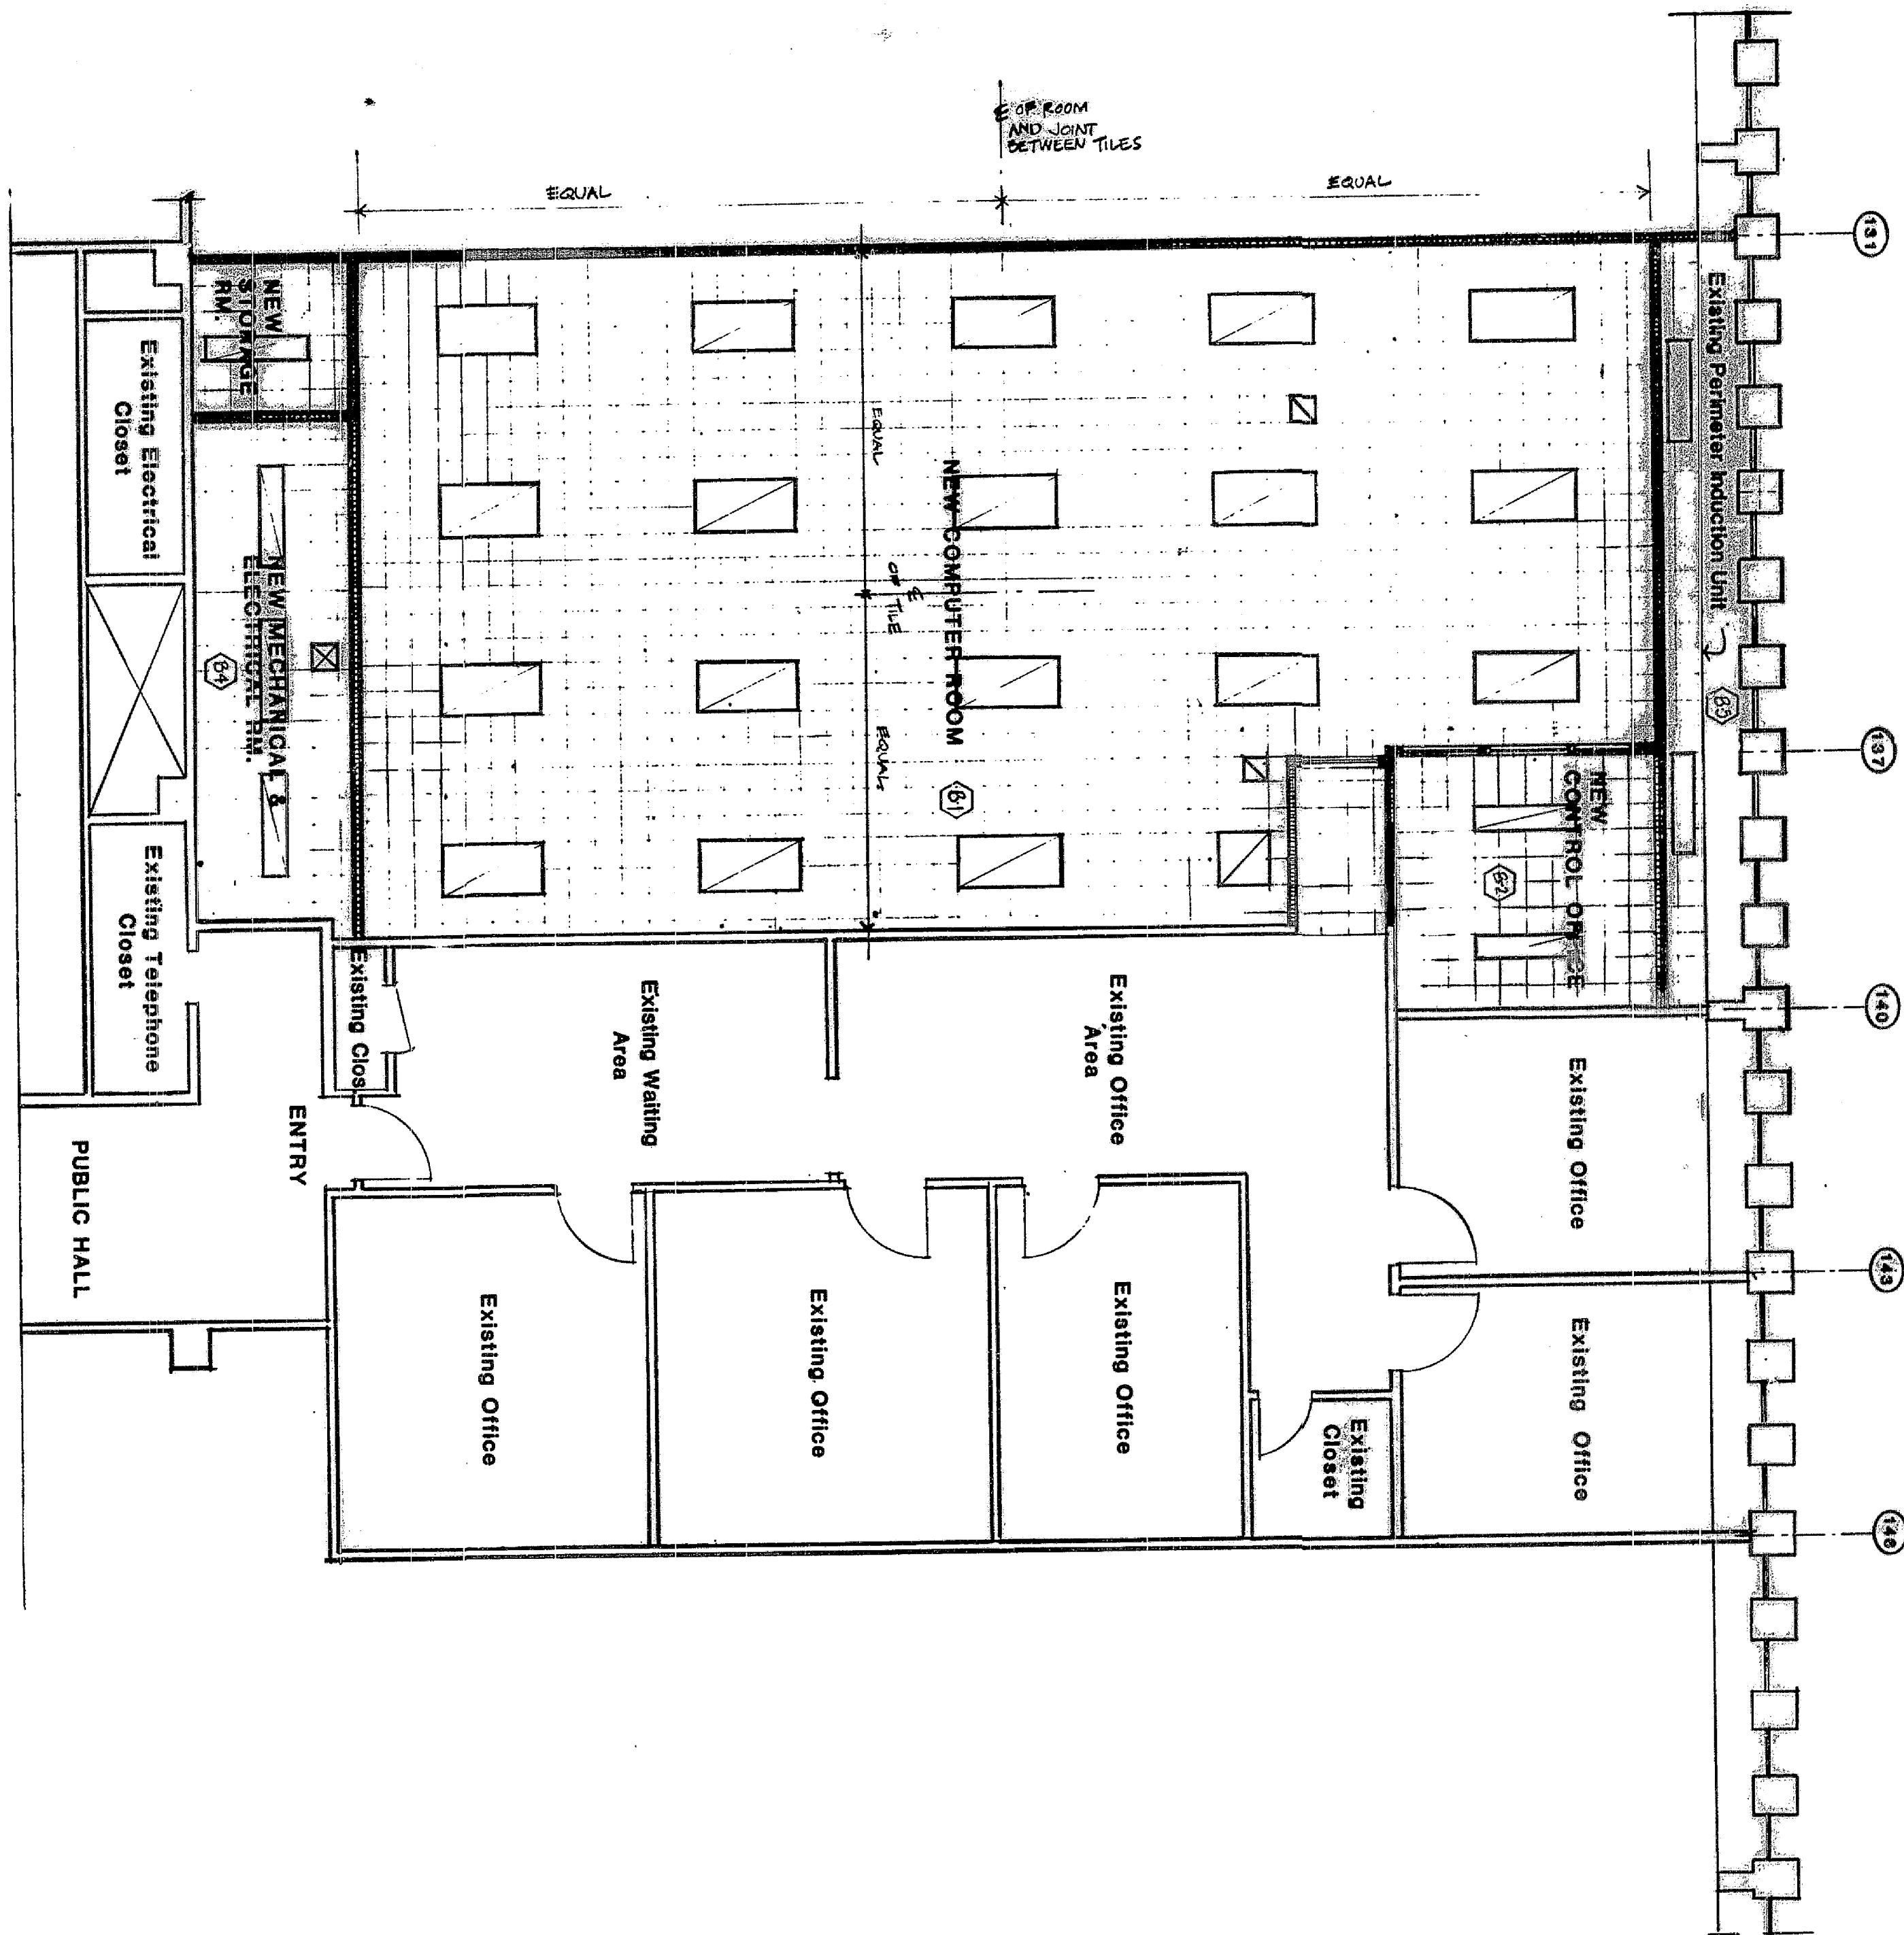 ℄ OF ROOM
AND JOINT
BETWEEN TILES
EQUAL
EQUAL
131
137
140
143
146
Existing Perimeter Induction Unit
B5
NEW
STORAGE
RM.
Existing Electrical
Closet
NEW MECHANICAL &
ELECTRICAL RM.
B4
Existing Telephone
Closet
EQUAL
℄
OF TILE
EQUAL
NEW COMPUTER ROOM
B1
NEW
CONTROL OFFICE
B2
Existing Clos
Existing Waiting
Area
Existing Office
Area
Existing Office
ENTRY
PUBLIC HALL
Existing Office
Existing Office
Existing Office
Existing
Closet
Existing Office